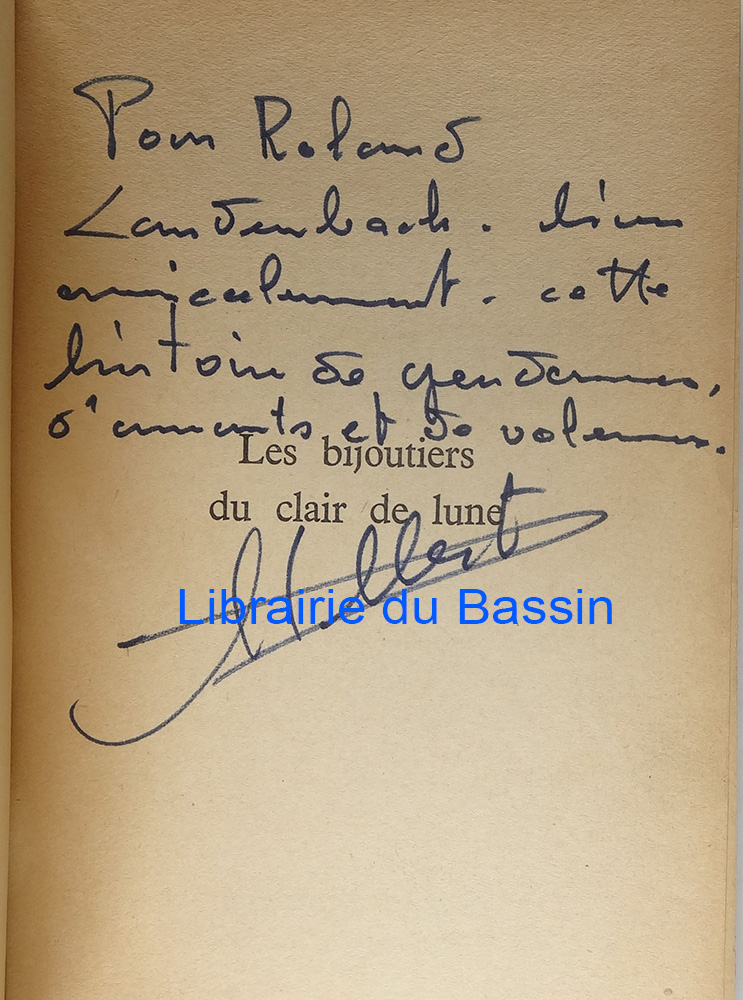 Pour Roland
Laudenbach. bien
amicalement. cette
histoire de gendarmes,
d'amants et de voleurs.
Les bijoutiers
du clair de lune
Librairie du Bassin